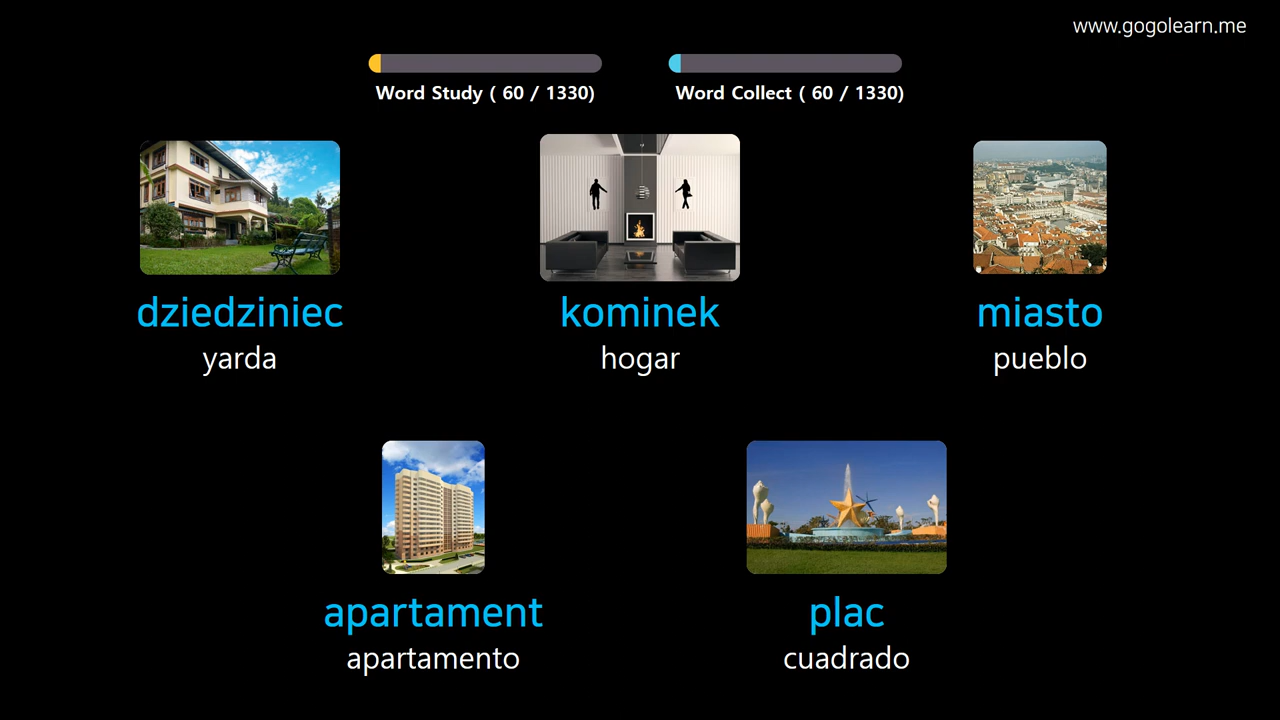 www.gogolearn.me
Word Study ( 60 / 1330)
Word Collect ( 60 / 1330)
dziedziniec
yarda
kominek
hogar
miasto
pueblo
apartament
apartamento
plac
cuadrado